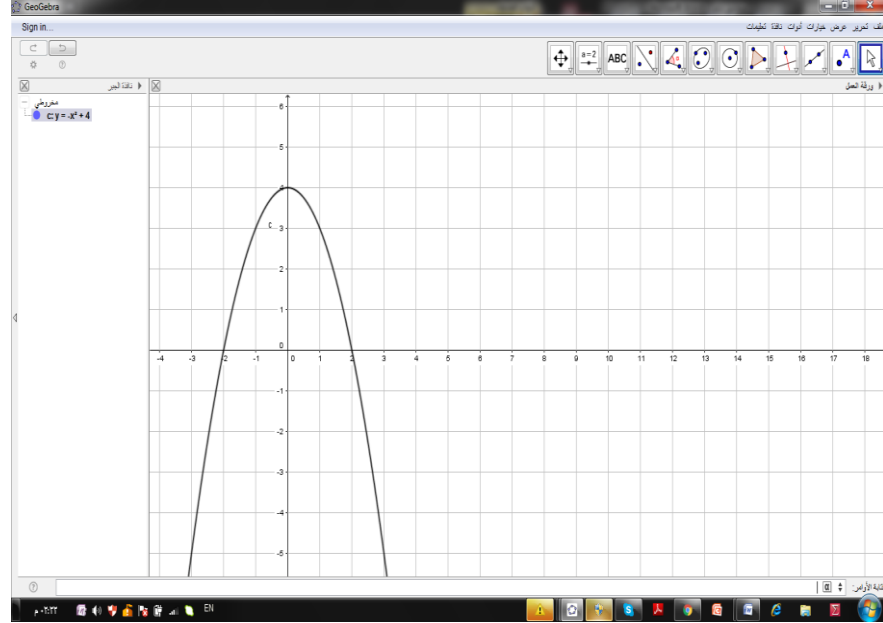 GeoGebra
Sign in...
ملف تحرير عرض خيارات أدوات نافذة تعليمات
a=2
ABC
A
نافذة الجبر
ورقة العمل
مخروطي
c: y = -x² + 4
6
5
4
c
3
2
1
0
-4 -3 -2 -1 0 1 2 3 4 5 6 7 8 9 10 11 12 13 14 15 16 17 18
-1
-2
-3
-4
-5
α
EN